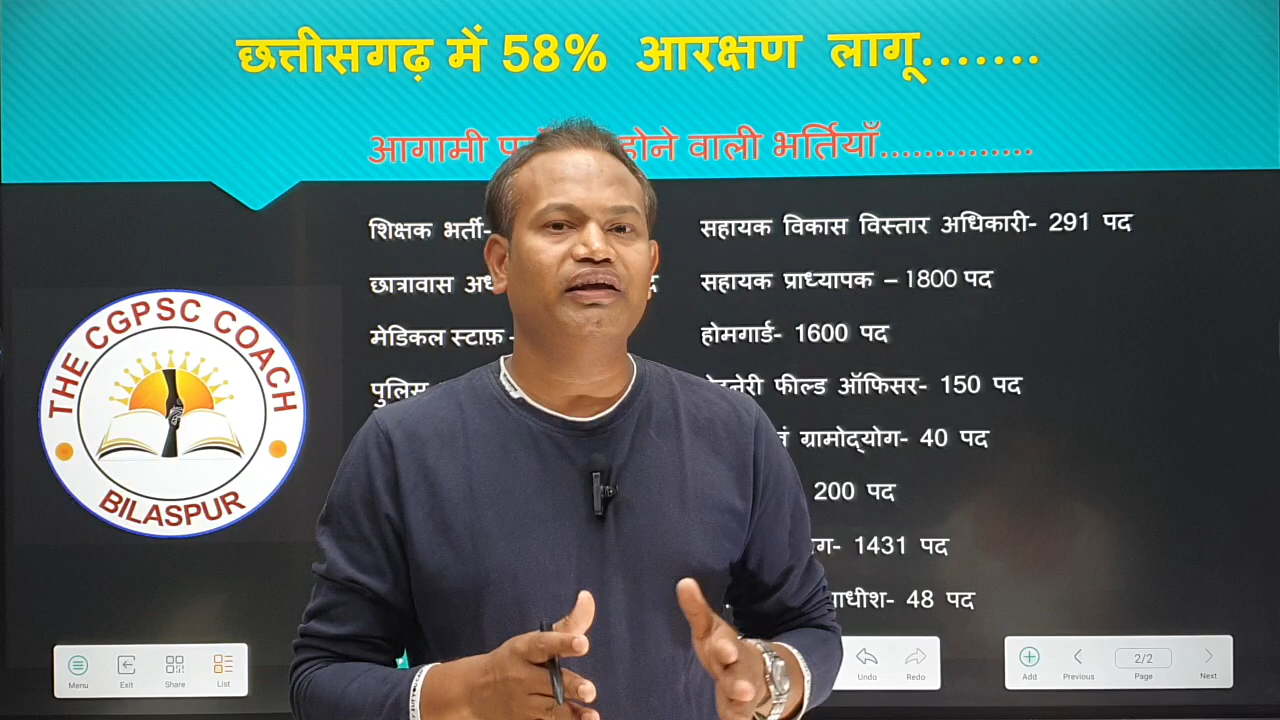 छत्तीसगढ़ में 58% आरक्षण लागू.......
आगामी होने वाली भर्तियाँ..............
शिक्षक भर्ती-
सहायक विकास विस्तार अधिकारी- 291 पद
छात्रावास
सहायक प्राध्यापक – 1800 पद
मेडिकल स्टाफ़ -
होमगार्ड- 1600 पद
पुलिस
फील्ड ऑफिसर- 150 पद
ग्रामोद्योग- 40 पद
200 पद
1431 पद
48 पद
THE CGPSC COACH
BILASPUR
Menu Exit Share List
Undo Redo
Add Previous 2/2 Page Next